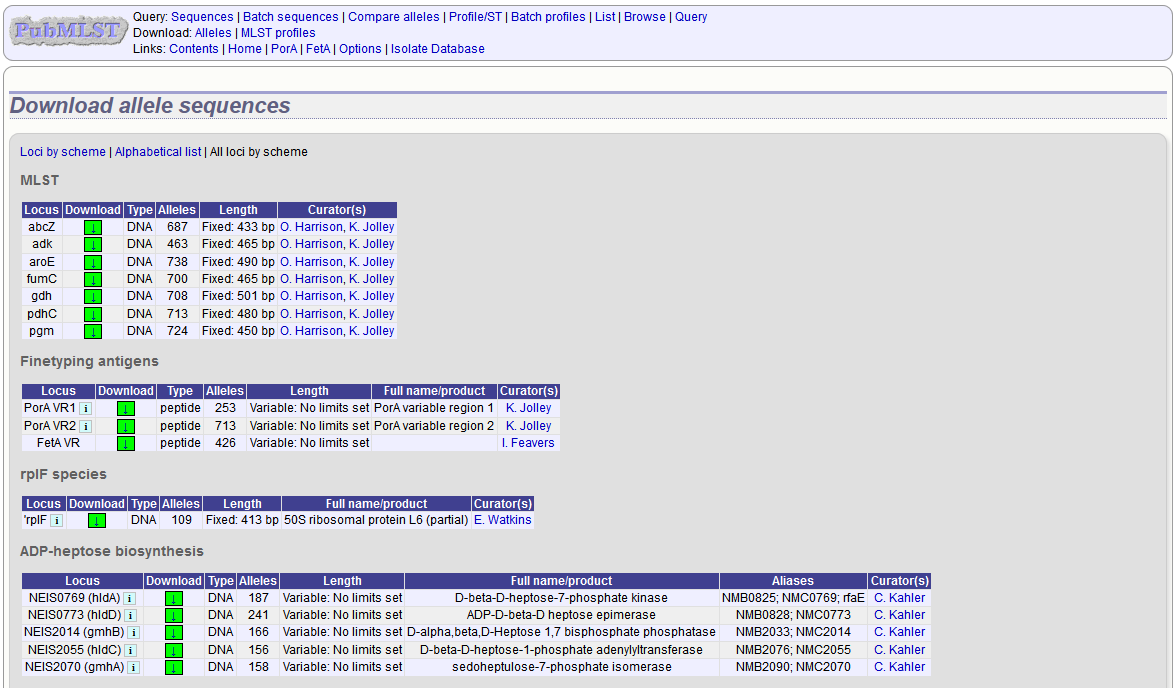 PubMLST
Query: Sequences | Batch sequences | Compare alleles | Profile/ST | Batch profiles | List | Browse | Query
Download: Alleles | MLST profiles
Links: Contents | Home | PorA | FetA | Options | Isolate Database
Download allele sequences
Loci by scheme | Alphabetical list | All loci by scheme
MLST
Locus Download Type Alleles Length Curator(s)
abcZ ↓ DNA 687 Fixed: 433 bp O. Harrison, K. Jolley
adk ↓ DNA 463 Fixed: 465 bp O. Harrison, K. Jolley
aroE ↓ DNA 738 Fixed: 490 bp O. Harrison, K. Jolley
fumC ↓ DNA 700 Fixed: 465 bp O. Harrison, K. Jolley
gdh ↓ DNA 708 Fixed: 501 bp O. Harrison, K. Jolley
pdhC ↓ DNA 713 Fixed: 480 bp O. Harrison, K. Jolley
pgm ↓ DNA 724 Fixed: 450 bp O. Harrison, K. Jolley
Finetyping antigens
Locus Download Type Alleles Length Full name/product Curator(s)
PorA VR1 i ↓ peptide 253 Variable: No limits set PorA variable region 1 K. Jolley
PorA VR2 i ↓ peptide 713 Variable: No limits set PorA variable region 2 K. Jolley
FetA VR ↓ peptide 426 Variable: No limits set I. Feavers
rplF species
Locus Download Type Alleles Length Full name/product Curator(s)
'rplF i ↓ DNA 109 Fixed: 413 bp 50S ribosomal protein L6 (partial) E. Watkins
ADP-heptose biosynthesis
Locus Download Type Alleles Length Full name/product Aliases Curator(s)
NEIS0769 (hldA) i ↓ DNA 187 Variable: No limits set D-beta-D-heptose-7-phosphate kinase NMB0825; NMC0769; rfaE C. Kahler
NEIS0773 (hldD) i ↓ DNA 241 Variable: No limits set ADP-D-beta-D heptose epimerase NMB0828; NMC0773 C. Kahler
NEIS2014 (gmhB) i ↓ DNA 166 Variable: No limits set D-alpha,beta,D-Heptose 1,7 bisphosphate phosphatase NMB2033; NMC2014 C. Kahler
NEIS2055 (hldC) i ↓ DNA 156 Variable: No limits set D-beta-D-heptose-1-phosphate adenylyltransferase NMB2076; NMC2055 C. Kahler
NEIS2070 (gmhA) i ↓ DNA 158 Variable: No limits set sedoheptulose-7-phosphate isomerase NMB2090; NMC2070 C. Kahler